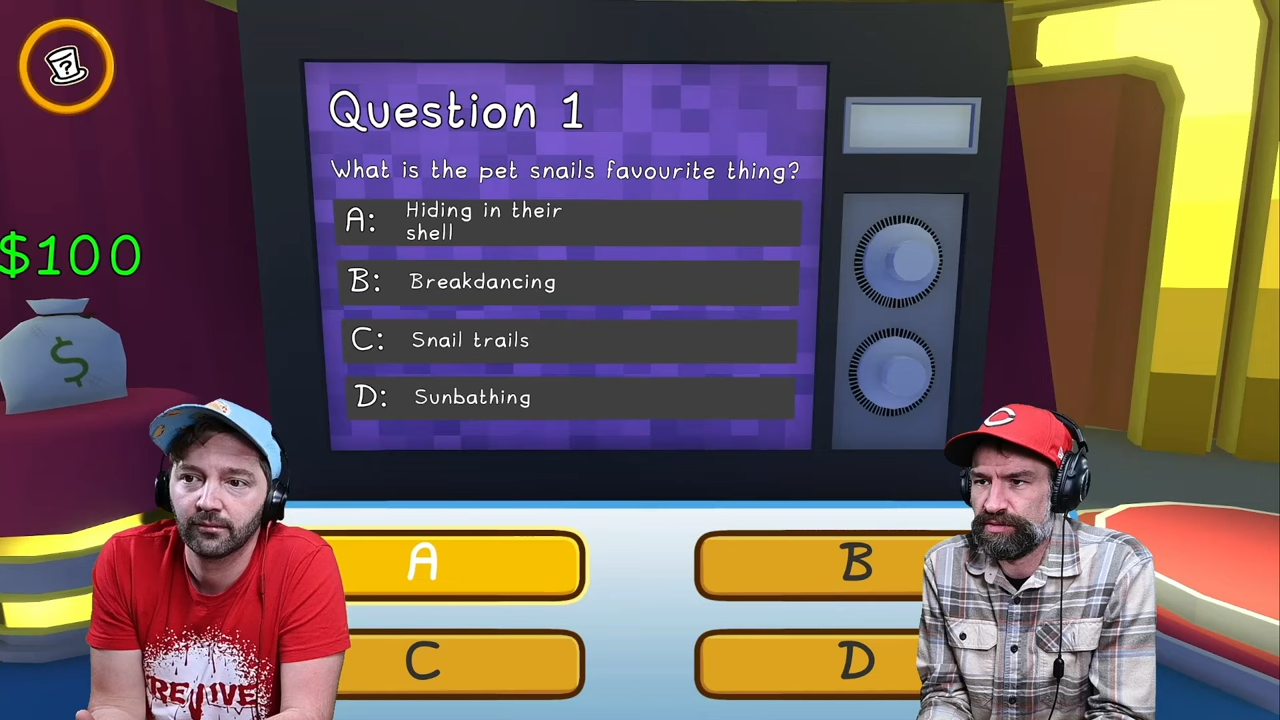 ?
Question 1
What is the pet snails favourite thing?
A: Hiding in their
shell
B: Breakdancing
C: Snail trails
D: Sunbathing
$100
$
A
B
C
D
C